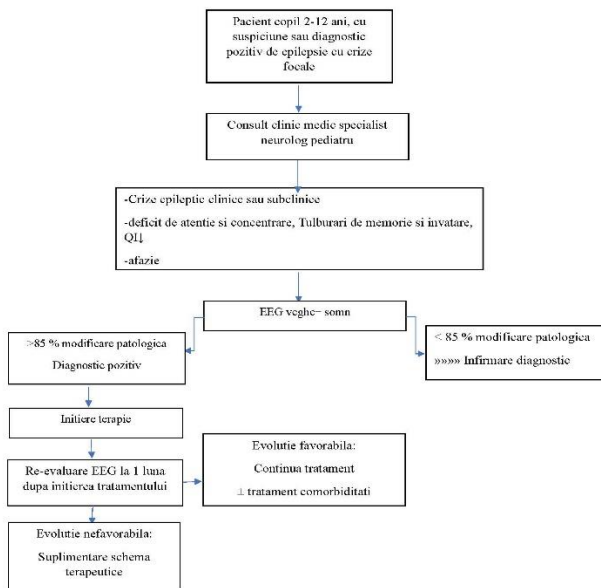 Pacient copil 2-12 ani, cu
suspiciune sau diagnostic
pozitiv de epilepsie cu crize
focale
Consult clinic medic specialist
neurolog pediatru
-Crize epileptic clinice sau subclinice
-deficit de atentie si concentrare, Tulburari de memorie si invatare,
QI↓
-afazie
EEG veghe– somn
>85 % modificare patologica
Diagnostic pozitiv
< 85 % modificare patologica
»»»» Infirmare diagnostic
Initiere terapie
Re-evaluare EEG la 1 luna
dupa initierea tratamentului
Evolutie favorabila:
Continua tratament
± tratament comorbiditati
Evolutie nefavorabila:
Suplimentare schema
terapeutice